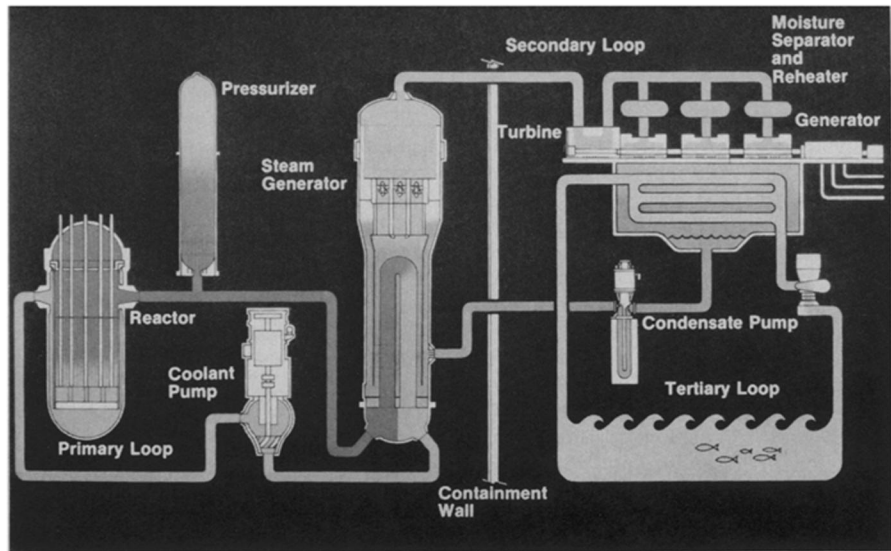 Secondary Loop
Moisture
Separator
and
Reheater
Pressurizer
Generator
Turbine
Steam
Generator
Reactor
Condensate Pump
Coolant
Pump
Tertiary Loop
Primary Loop
Containment
Wall